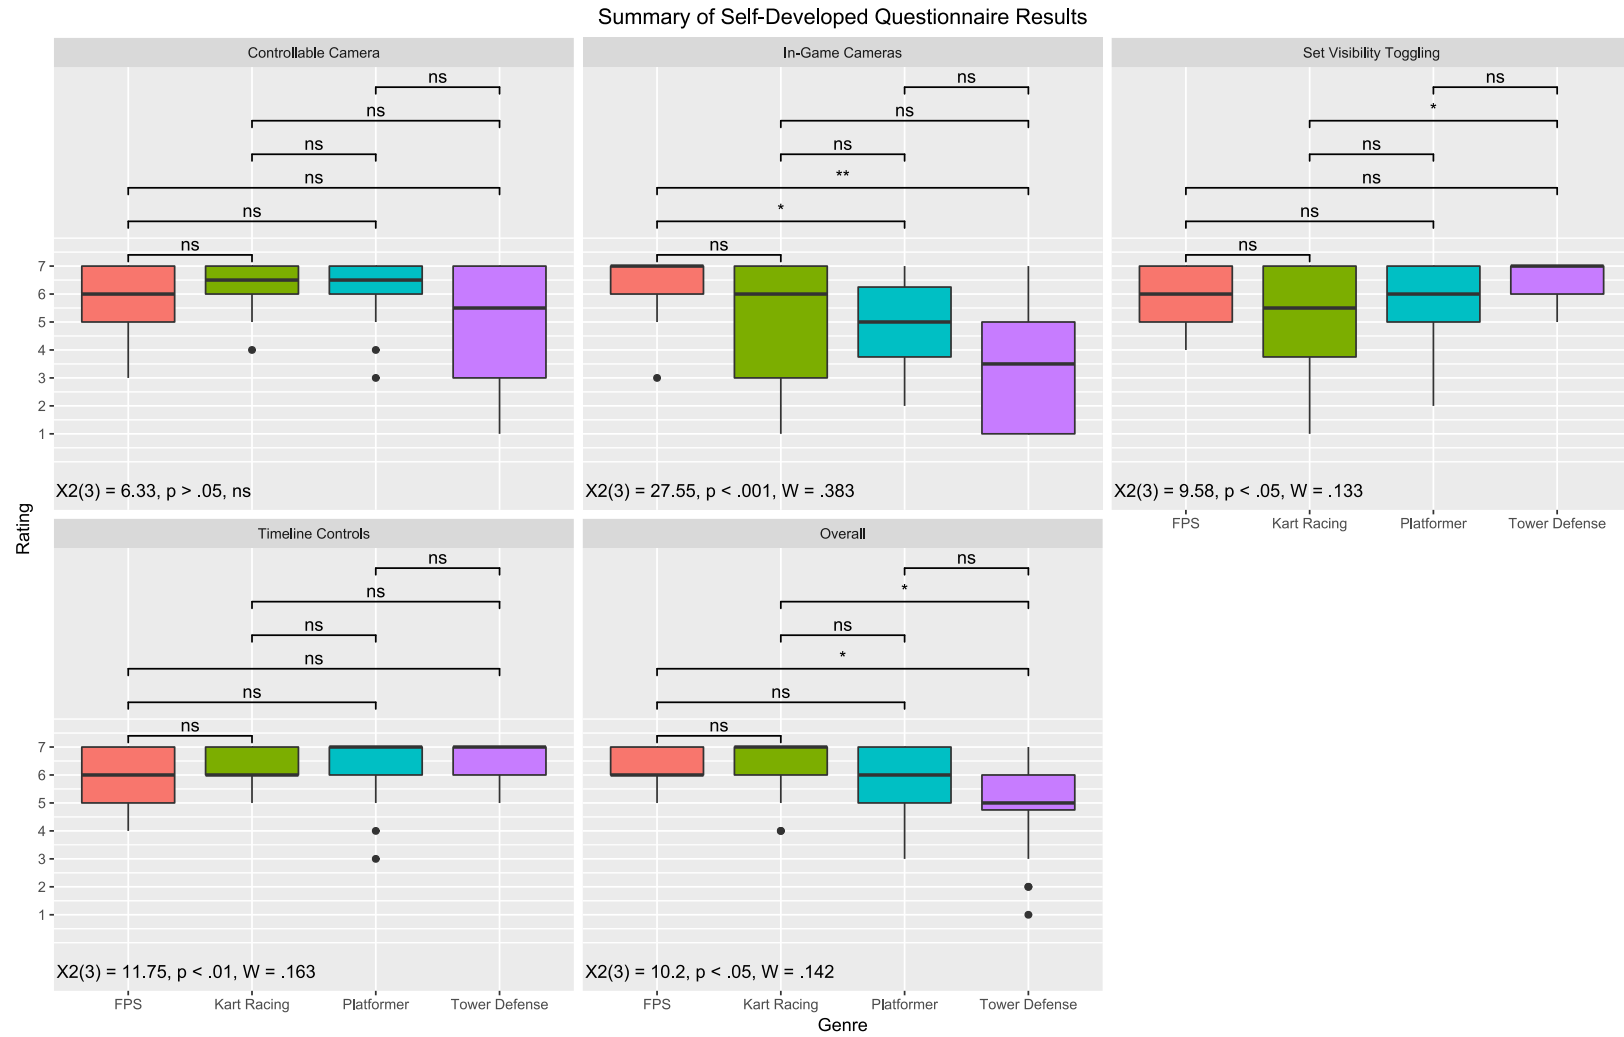 Summary of Self-Developed Questionnaire Results
Controllable Camera
In-Game Cameras
Set Visibility Toggling
ns
ns
ns
ns
ns
ns
ns
ns
ns
**
*
ns
ns
*
ns
ns
ns
ns
7
6
5
4
3
2
1
X2(3) = 6.33, p > .05, ns
X2(3) = 27.55, p < .001, W = .383
X2(3) = 9.58, p < .05, W = .133
FPS Kart Racing Platformer Tower Defense
Rating
Timeline Controls
Overall
ns
ns
ns
ns
ns
ns
ns
*
ns
*
ns
ns
7
6
5
4
3
2
1
X2(3) = 11.75, p < .01, W = .163
X2(3) = 10.2, p < .05, W = .142
FPS Kart Racing Platformer Tower Defense
FPS Kart Racing Platformer Tower Defense
Genre